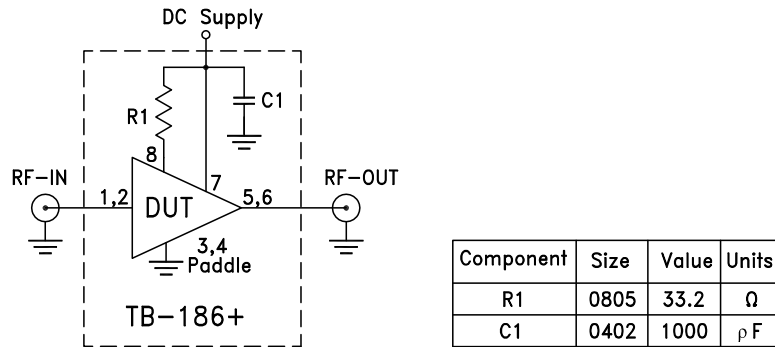 DC Supply
R1
C1
8
7
RF-IN
1,2
DUT
5,6
RF-OUT
3,4
Paddle
TB-186+
Component Size Value Units
R1 0805 33.2 Ω
C1 0402 1000 ρF